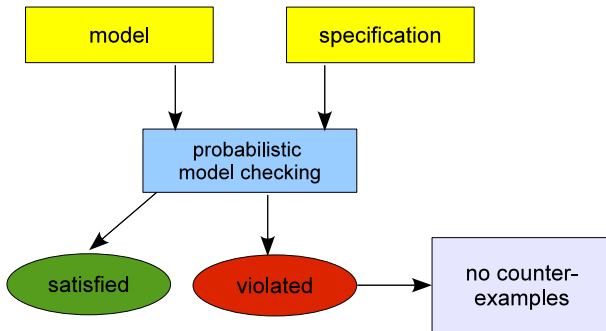 model
specification
probabilistic
model checking
satisfied
violated
no counter-
examples